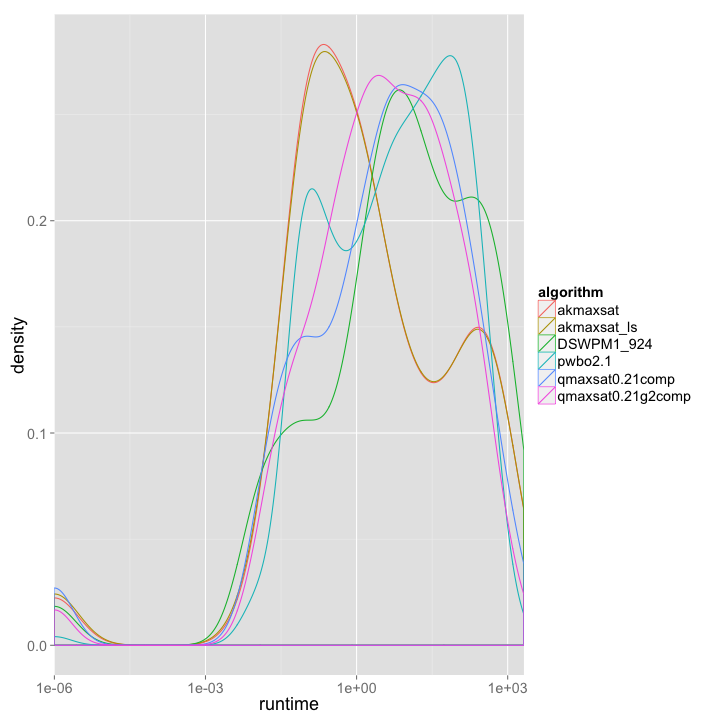 density
0.2
0.1
0.0
1e-06
1e-03
1e+00
1e+03
runtime
algorithm
akmaxsat
akmaxsat_ls
DSWPM1_924
pwbo2.1
qmaxsat0.21comp
qmaxsat0.21g2comp